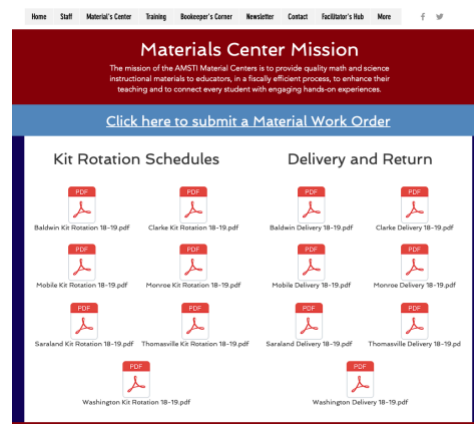 Home Staff Material's Center Training Bookeeper's Corner Newsletter Contact Facilitator's Hub More
Materials Center Mission
The mission of the AMSTI Material Centers is to provide quality math and science
instructional materials to educators, in a fiscally efficient process, to enhance their
teaching and to connect every student with engaging hands-on experiences.
Click here to submit a Material Work Order
Kit Rotation Schedules Delivery and Return
PDF PDF PDF PDF
Baldwin Kit Rotation 18-19.pdf Clarke Kit Rotation 18-19.pdf Baldwin Delivery 18-19.pdf Clarke Delivery 18-19.pdf
PDF PDF PDF PDF
Mobile Kit Rotation 18-19.pdf Monroe Kit Rotation 18-19.pdf Mobile Delivery 18-19.pdf Monroe Delivery 18-19.pdf
PDF PDF PDF PDF
Saraland Kit Rotation 18-19.pdf Thomasville Kit Rotation 18-19.pdf Saraland Delivery 18-19.pdf Thomasville Delivery 18-19.pd
PDF PDF
Washington Kit Rotation 18-19.pdf Washington Delivery 18-19.pdf